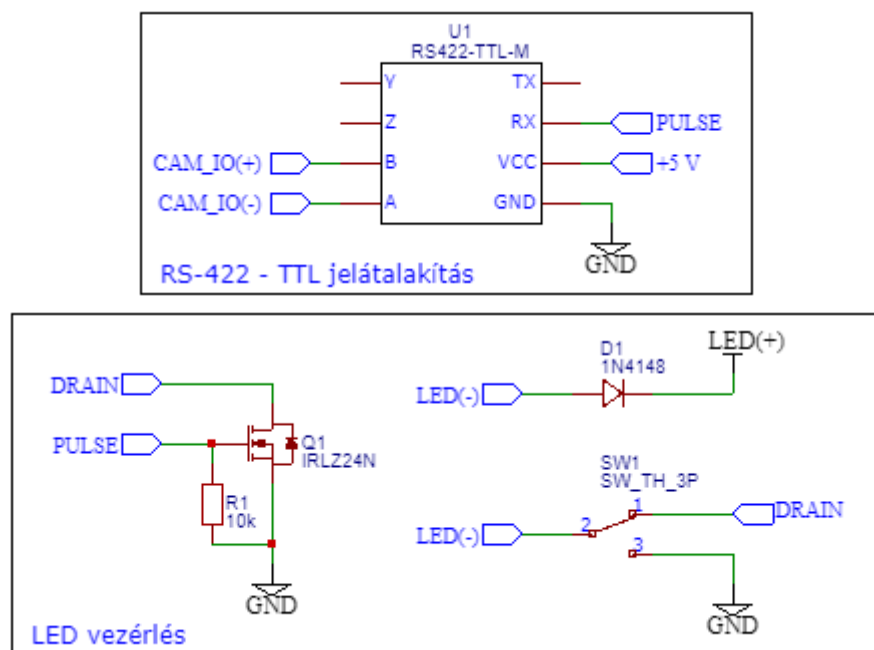 U1
RS422-TTL-M
Y
TX
Z
RX
PULSE
CAM_IO(+)
B
VCC
+5 V
CAM_IO(-)
A
GND
GND
RS-422 - TTL jelátalakítás
DRAIN
PULSE
Q1
IRLZ24N
R1
10k
GND
D1
1N4148
LED(+)
LED(-)
SW1
SW_TH_3P
1
DRAIN
LED(-)
2
3
GND
LED vezérlés